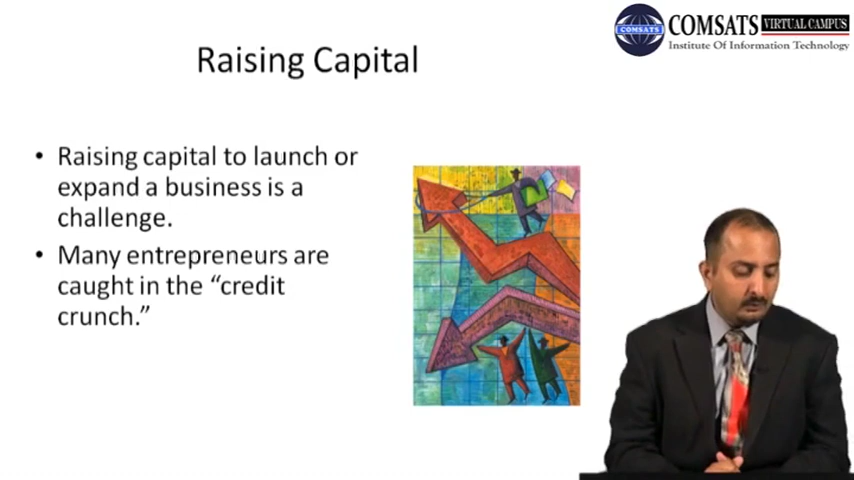 COMSATS VIRTUAL CAMPUS
COMSATS
Institute Of Information Technology
Raising Capital
• Raising capital to launch or
expand a business is a
challenge.
• Many entrepreneurs are
caught in the “credit
crunch.”